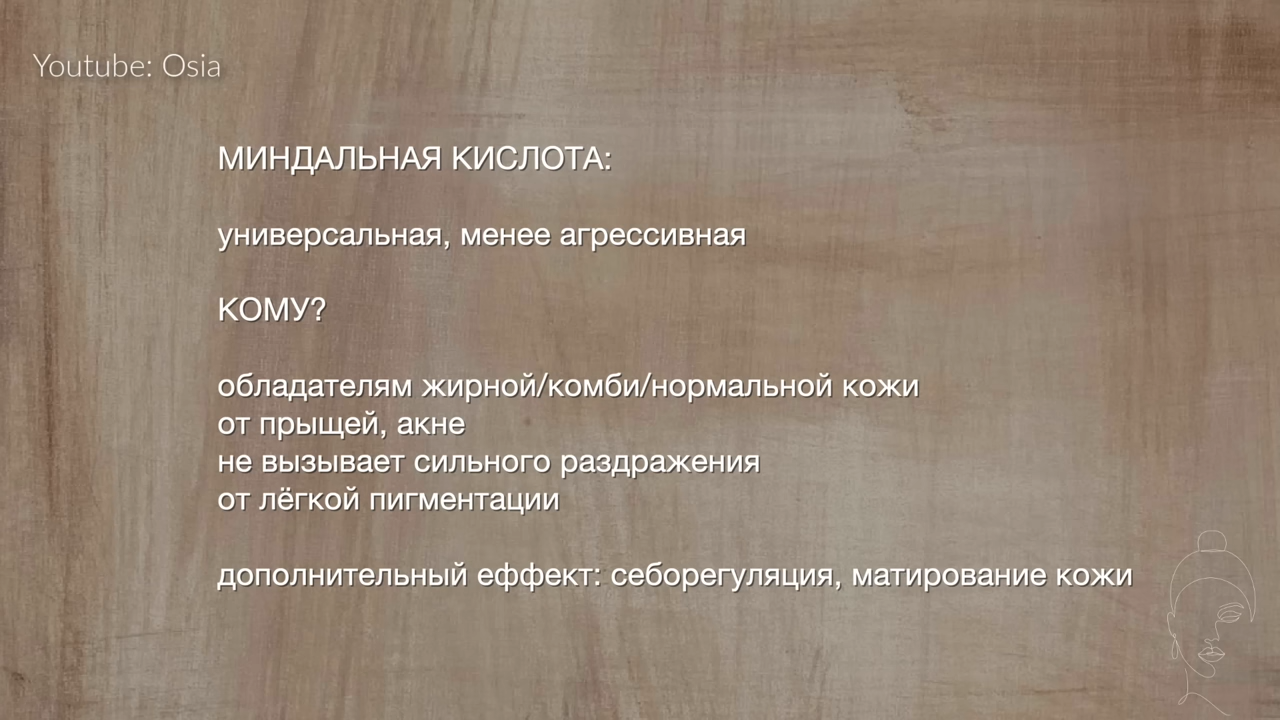 Youtube: Osia
МИНДАЛЬНАЯ КИСЛОТА:
универсальная, менее агрессивная
КОМУ?
обладателям жирной/комби/нормальной кожи
от прыщей, акне
не вызывает сильного раздражения
от лёгкой пигментации
дополнительный еффект: себорегуляция, матирование кожи